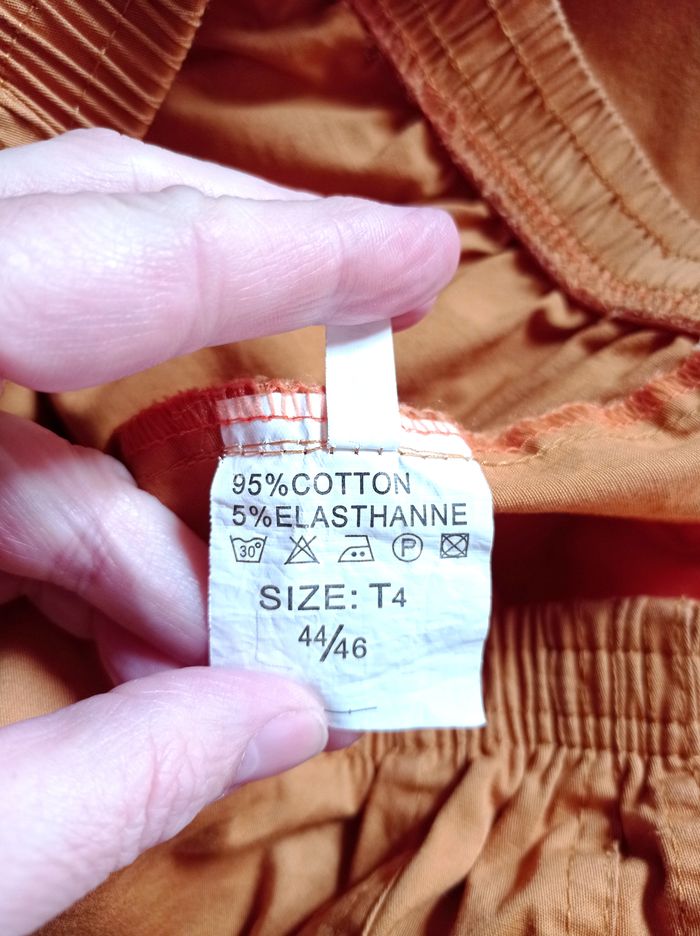 95%COTTON
5%ELASTHANNE
30° P
SIZE: T4
44/46